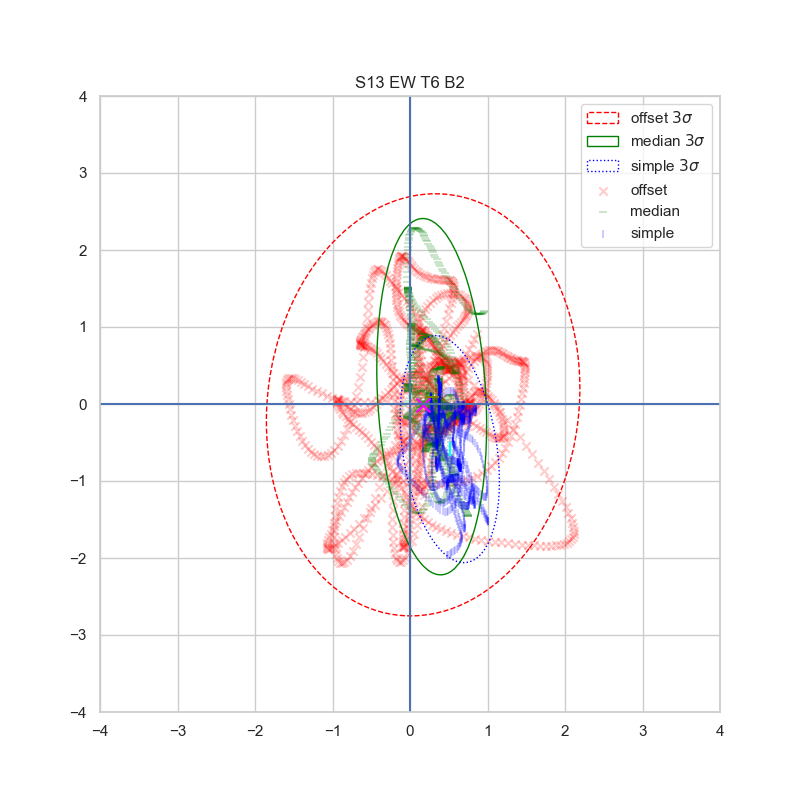 S13 EW T6 B2
offset 3σ
median 3σ
simple 3σ
offset
median
simple
4
3
2
1
0
−1
−2
−3
−4
−4 −3 −2 −1 0 1 2 3 4